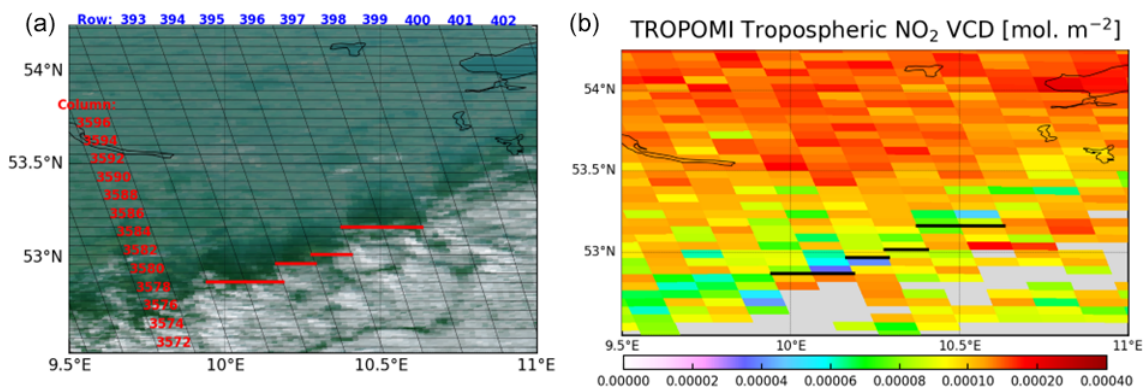 (a)
Row: 393 394 395 396 397 398 399 400 401 402
54°N
53.5°N
53°N
Column:
3596
3594
3592
3590
3588
3586
3584
3582
3580
3578
3576
3574
3572
9.5°E 10°E 10.5°E 11°E
(b) TROPOMI Tropospheric NO₂ VCD [mol. m⁻²]
54°N
53.5°N
53°N
9.5°E 10°E 10.5°E 11°E
0.00000 0.00002 0.00004 0.00006 0.00008 0.00010 0.00020 0.00040